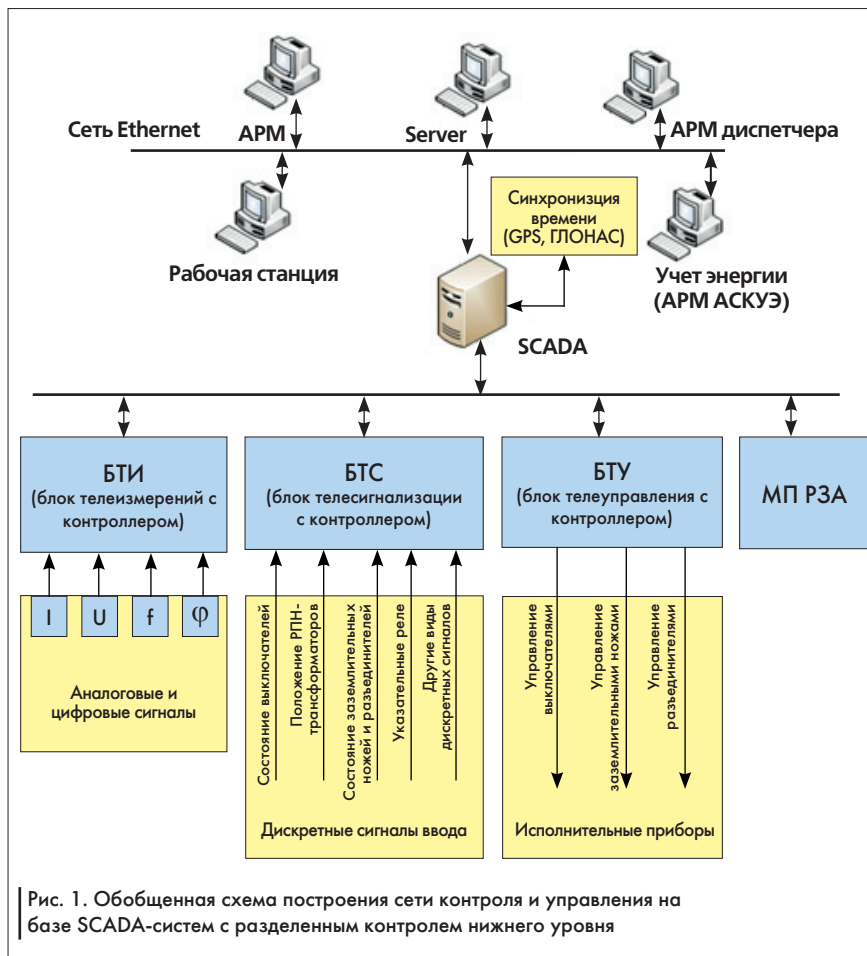 Сеть Ethernet
АРМ
Server
АРМ диспетчера
Рабочая станция
Синхронизция
времени
(GPS, ГЛОНАС)
Учет энергии
(АРМ АСКУЭ)
SCADA
БТИ
(блок телеизмерений с
контроллером)
БТС
(блок телесигнализации
с контроллером)
БТУ
(блок телеуправления с
контроллером)
МП РЗА
I
U
f
φ
Аналоговые и
цифровые сигналы
Состояние выключателей
Положение РПН-
трансформаторов
Состояние заземлительных
ножей и разъединителей
Указательные реле
Другие виды
дискретных сигналов
Дискретные сигналы ввода
Управление
выключателями
Управление
заземлительными ножами
Управление
разъединителями
Исполнительные приборы
Рис. 1. Обобщенная схема построения сети контроля и управления на
базе SCADA-систем с разделенным контролем нижнего уровня